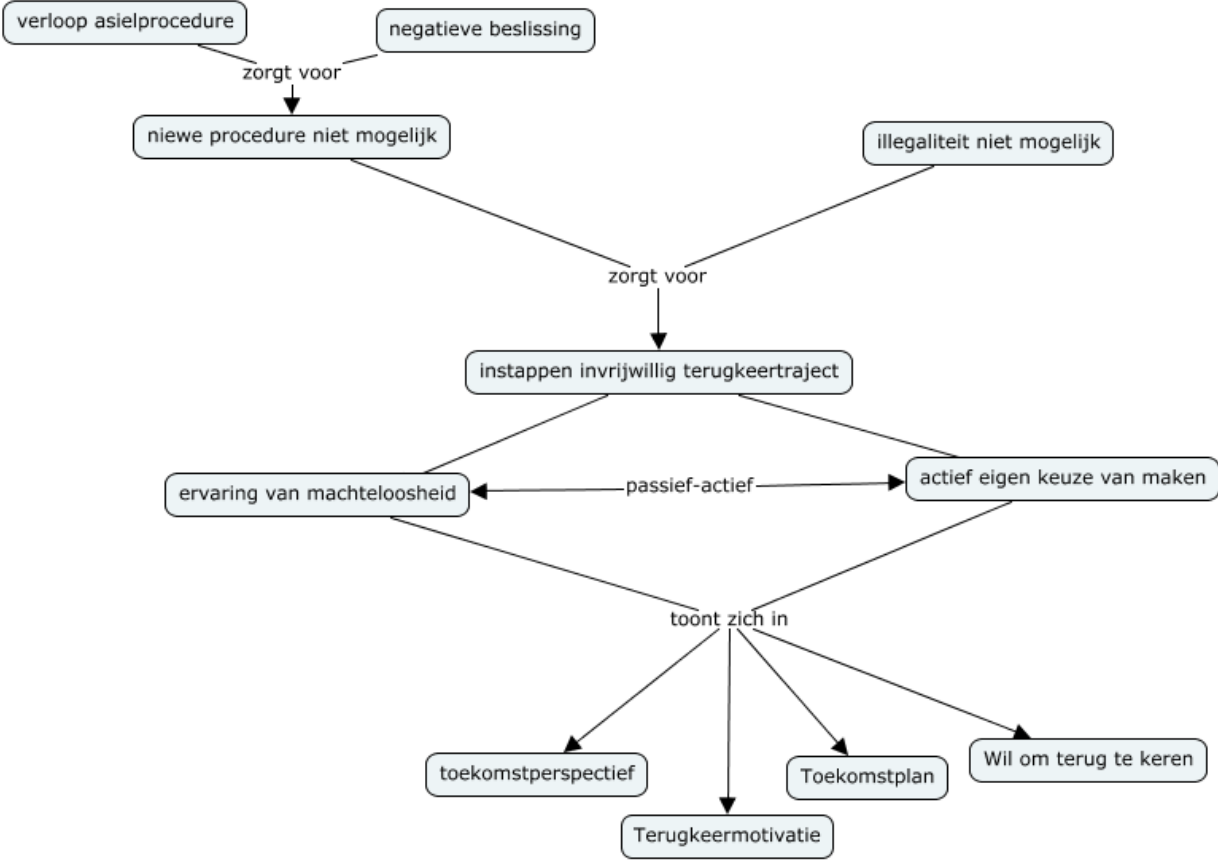 verloop asielprocedure
negatieve beslissing
zorgt voor
niewe procedure niet mogelijk
illegaliteit niet mogelijk
zorgt voor
instappen invrijwillig terugkeertraject
ervaring van machteloosheid
passief-actief
actief eigen keuze van maken
toont zich in
toekomstperspectief
Toekomstplan
Wil om terug te keren
Terugkeermotivatie